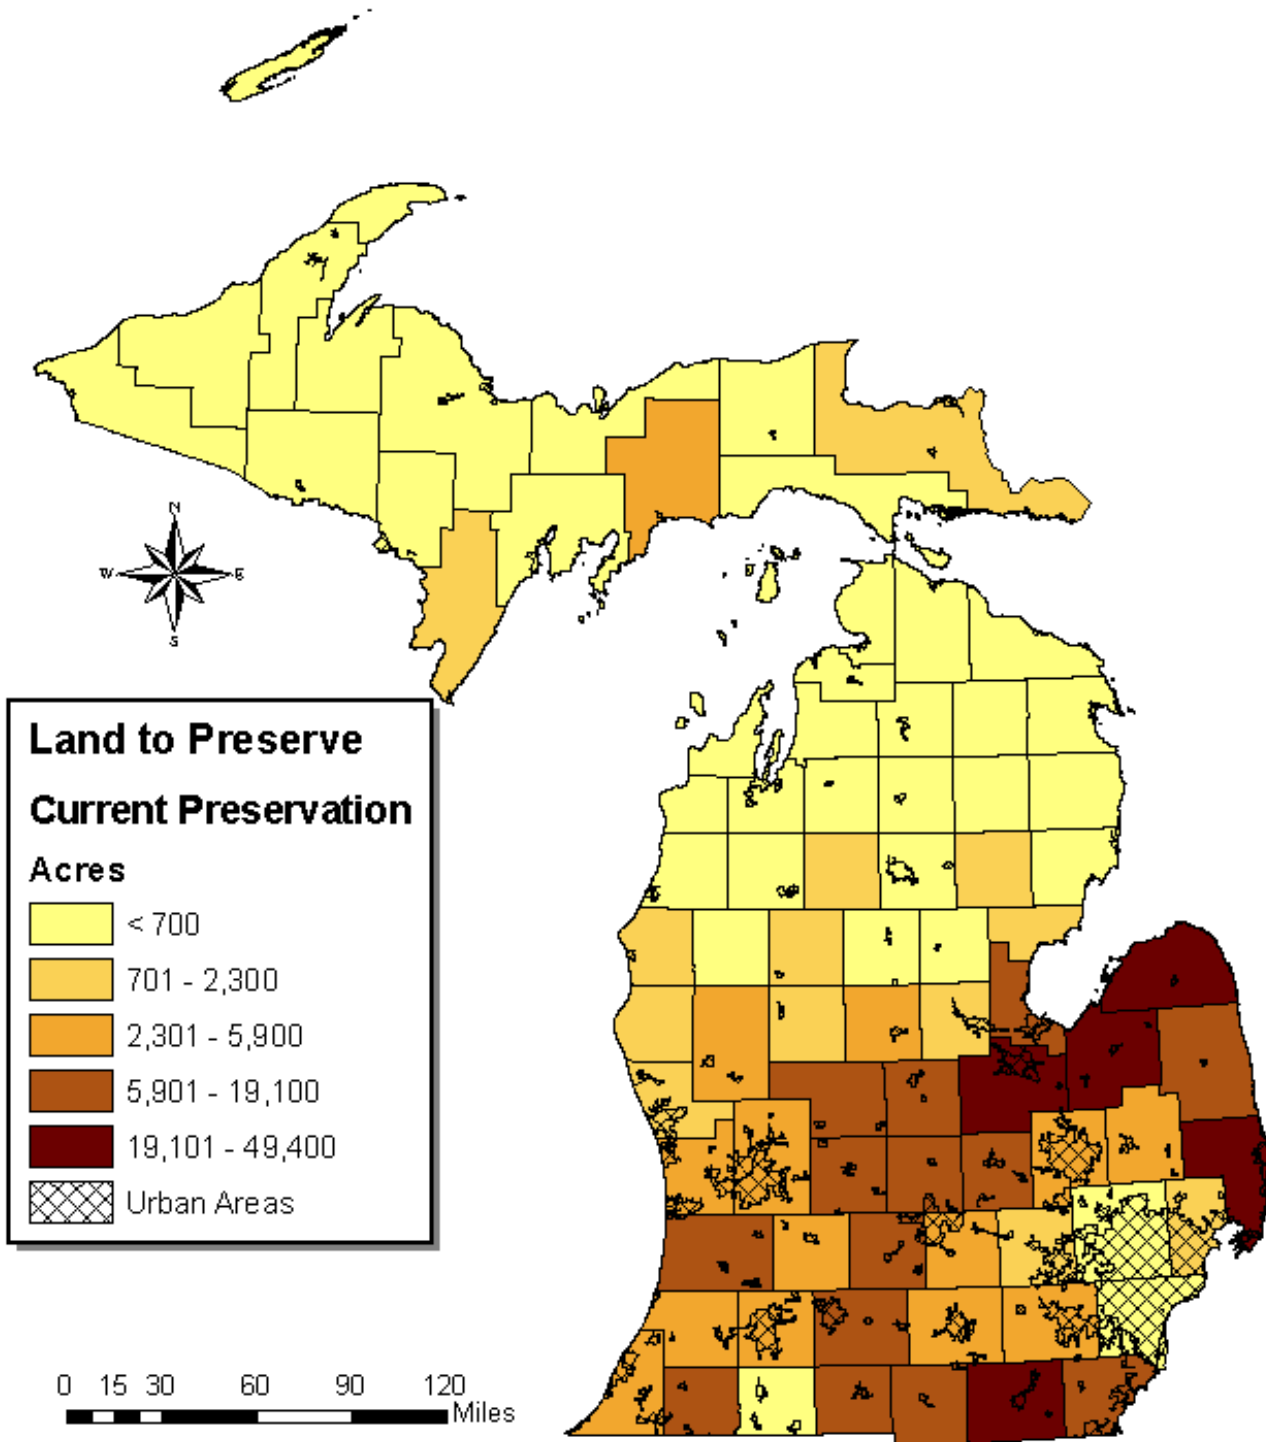 N
W E
S
Land to Preserve
Current Preservation
Acres
< 700
701 - 2,300
2,301 - 5,900
5,901 - 19,100
19,101 - 49,400
Urban Areas
0 15 30 60 90 120
Miles